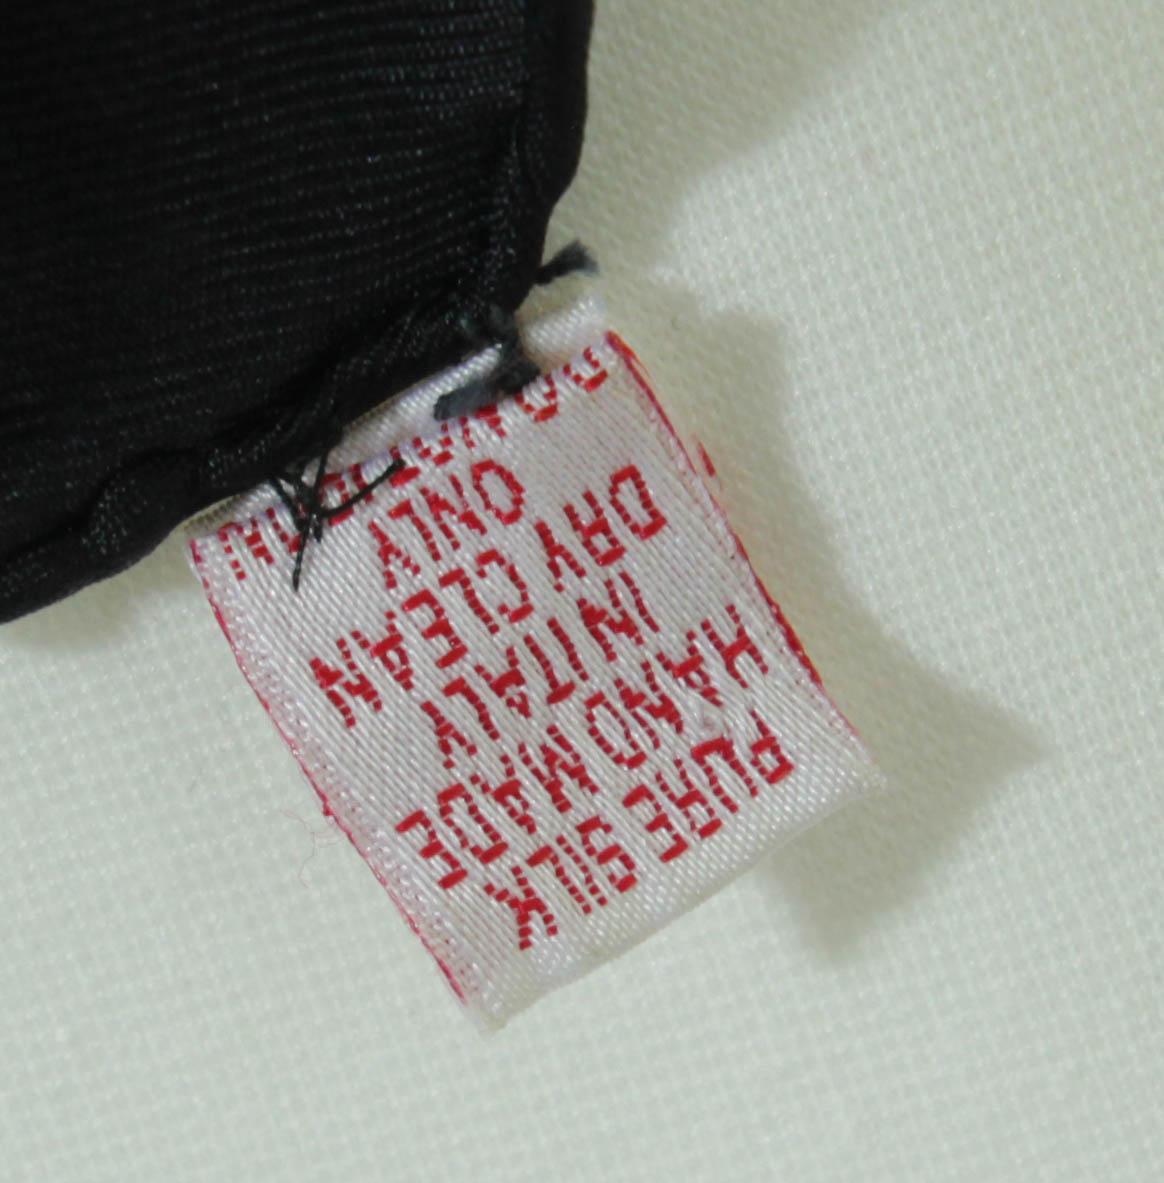 PURE SILK
HAND MADE
IN ITALY
DRY CLEAN
ONLY